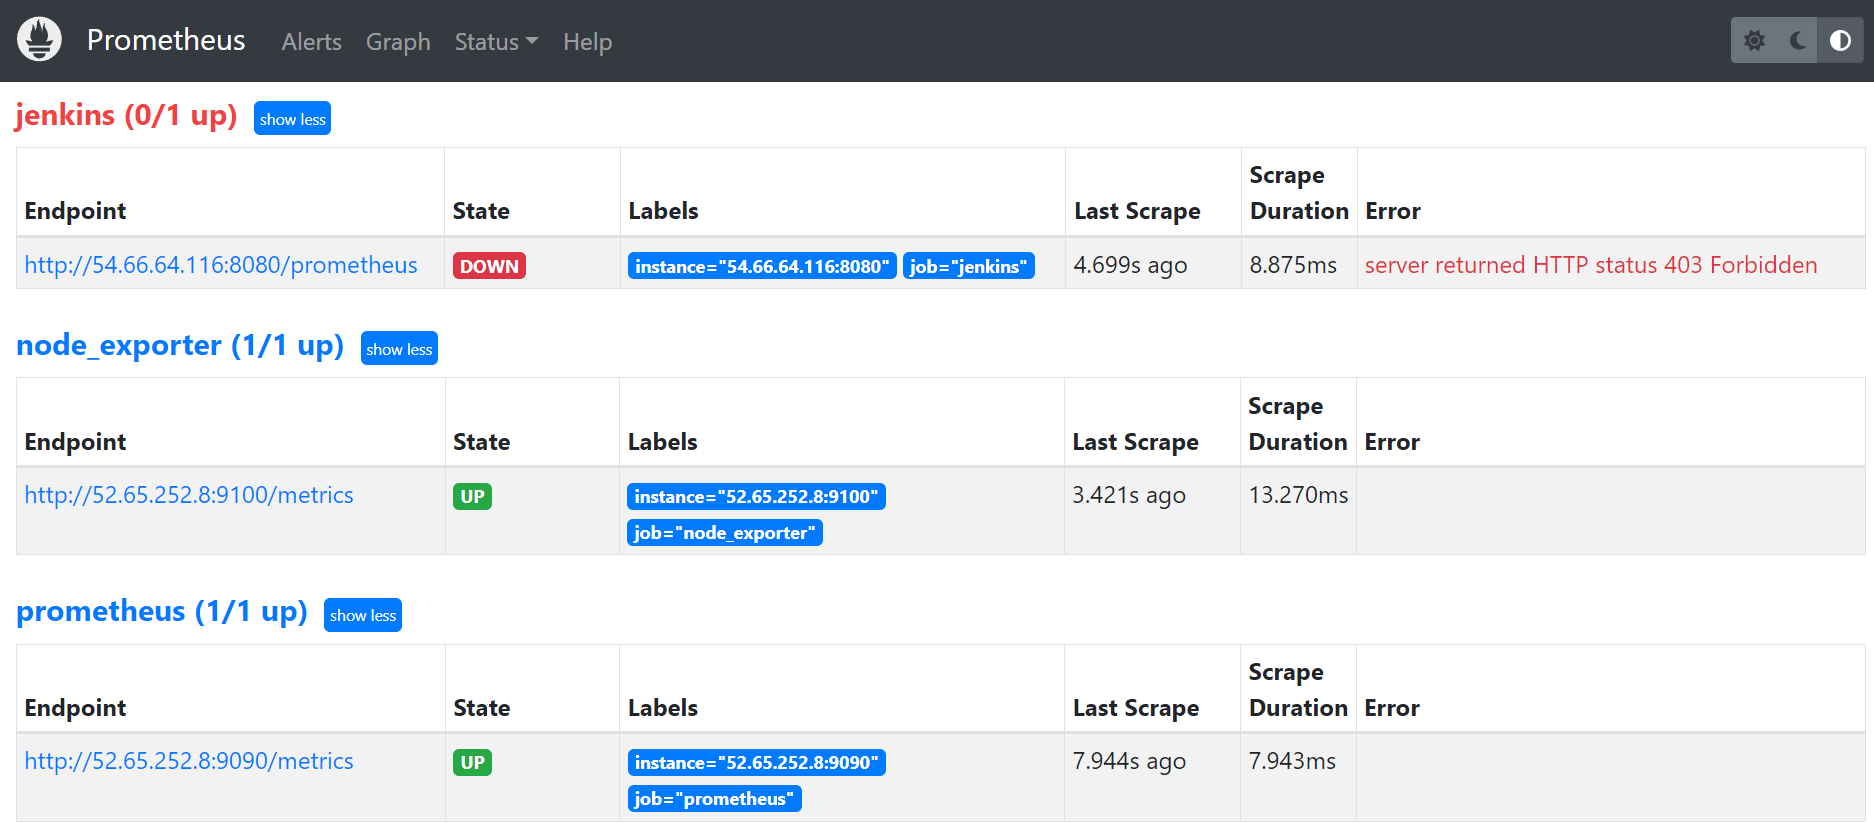 Prometheus Alerts Graph Status Help
jenkins (0/1 up) show less
Endpoint State Labels Last Scrape Scrape Duration Error
http://54.66.64.116:8080/prometheus DOWN instance="54.66.64.116:8080" job="jenkins" 4.699s ago 8.875ms server returned HTTP status 403 Forbidden
node_exporter (1/1 up) show less
Endpoint State Labels Last Scrape Scrape Duration Error
http://52.65.252.8:9100/metrics UP instance="52.65.252.8:9100" 3.421s ago 13.270ms
job="node_exporter"
prometheus (1/1 up) show less
Endpoint State Labels Last Scrape Scrape Duration Error
http://52.65.252.8:9090/metrics UP instance="52.65.252.8:9090" 7.944s ago 7.943ms
job="prometheus"